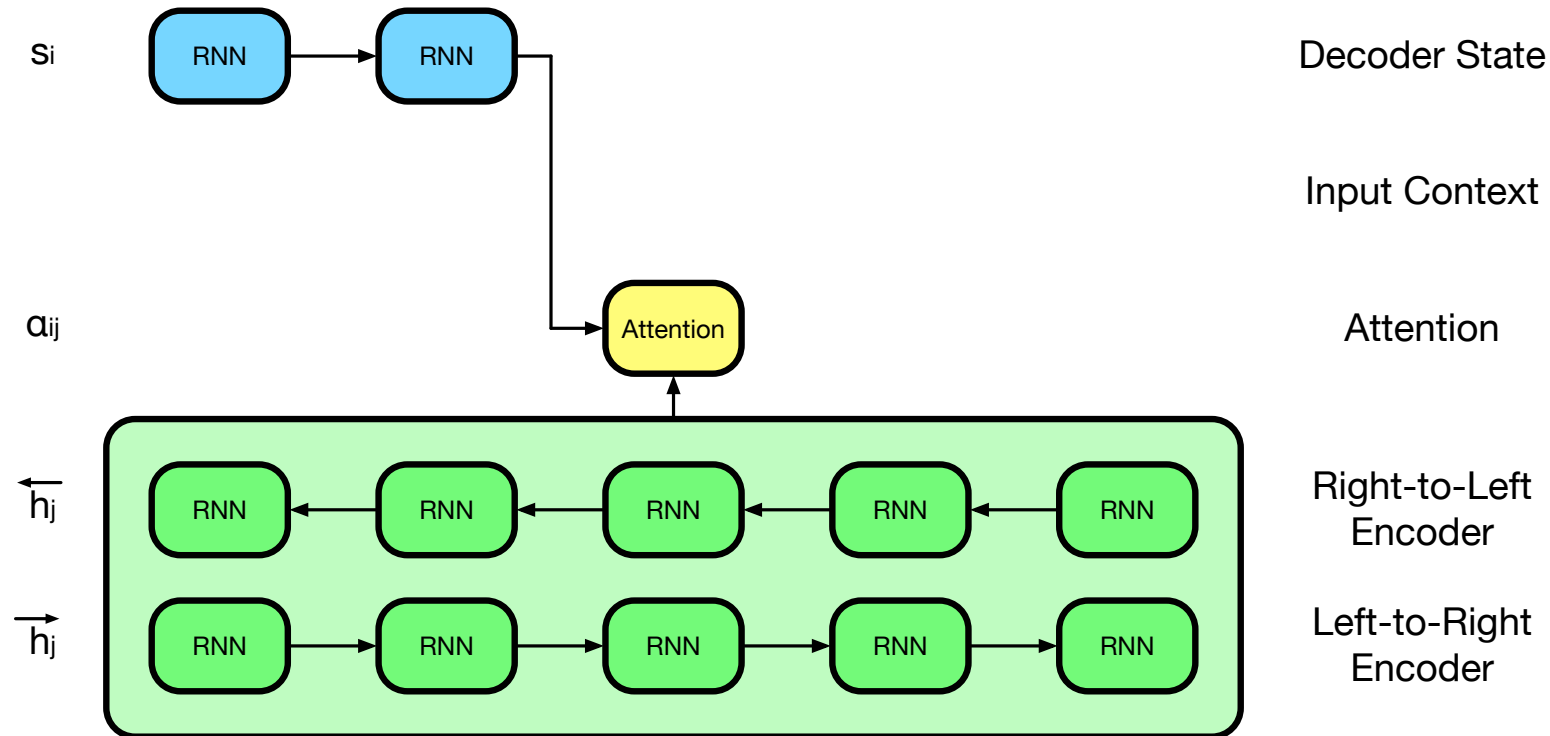 si RNN RNN Decoder State
Input Context
αij Attention Attention
hj RNN RNN RNN RNN RNN Right-to-Left
Encoder
hj RNN RNN RNN RNN RNN Left-to-Right
Encoder